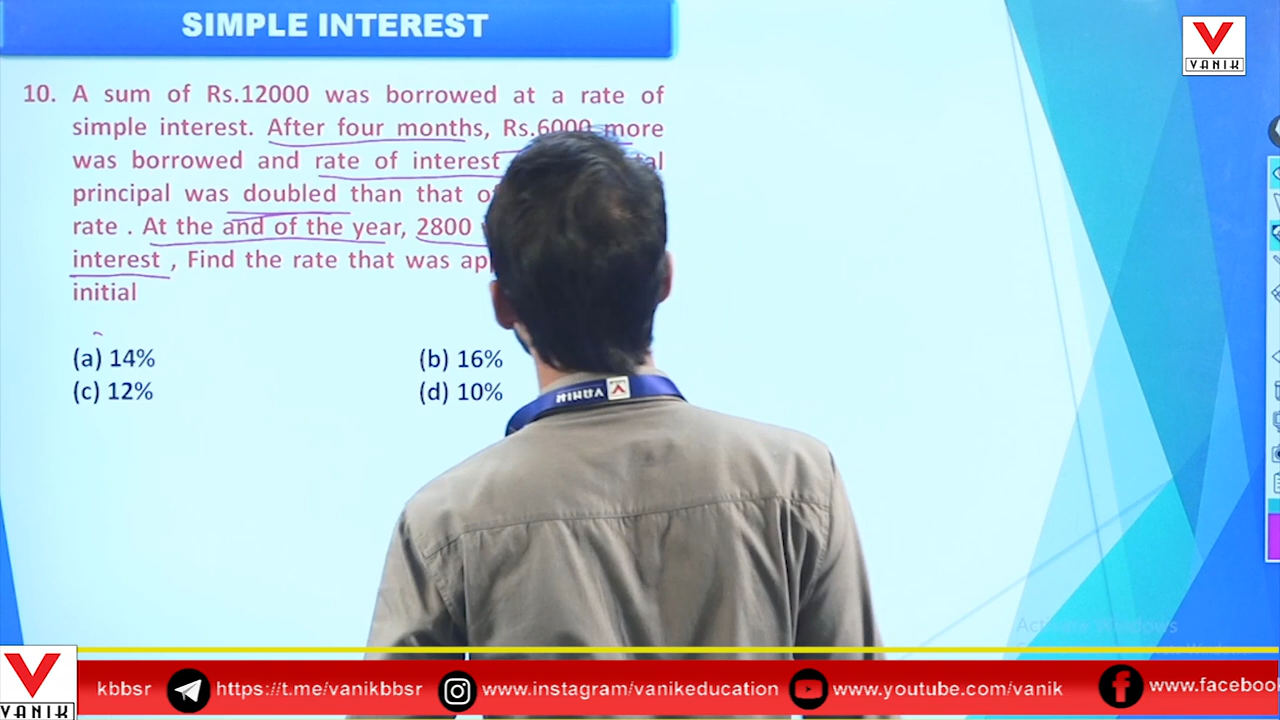 SIMPLE INTEREST
VANIK
10. A sum of Rs.12000 was borrowed at a rate of
simple interest. After four months, Rs.6000 more
was borrowed and rate of interest
principal was doubled than that
rate . At the and of the year, 2800
interest , Find the rate that was
initial
(a) 14% (b) 16%
(c) 12% (d) 10%
VANIK
Activate Windows
VANIK
kbbsr https://t.me/vanikbbsr www.instagram/vanikeducation www.youtube.com/vanik www.facebook